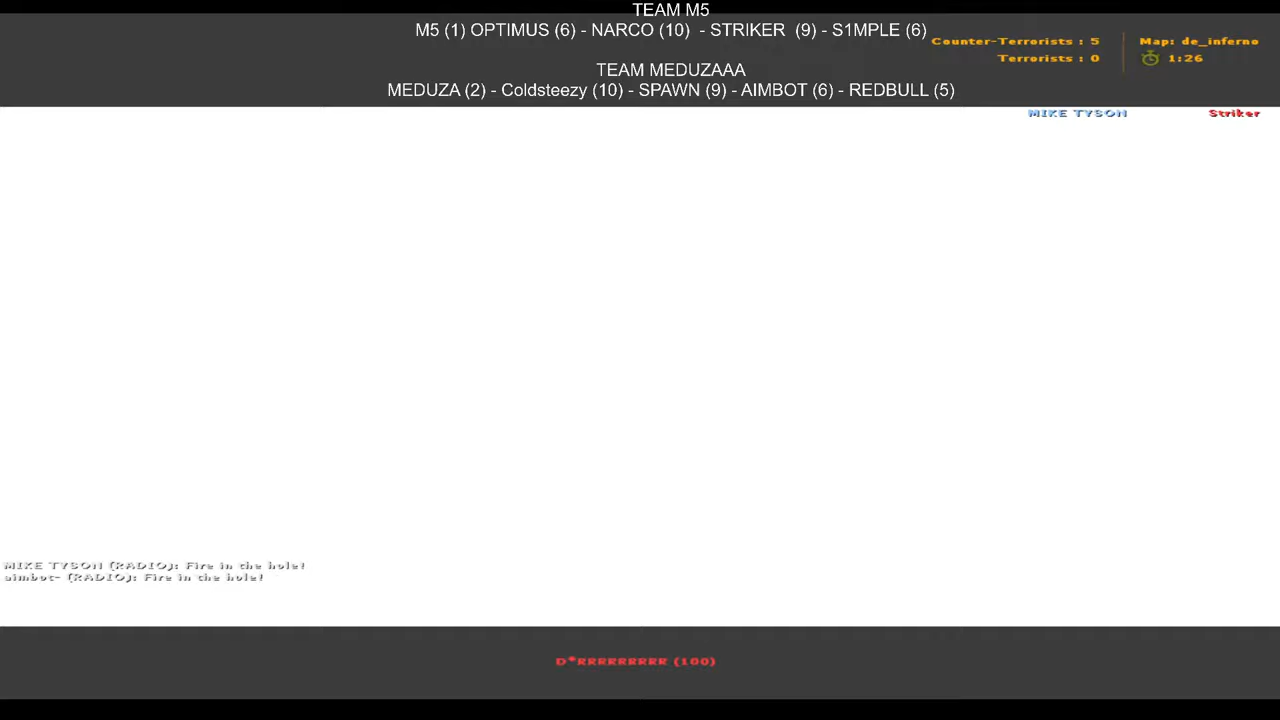 TEAM M5
M5 (1) OPTIMUS (6) - NARCO (10) - STRIKER (9) - S1MPLE (6)
TEAM MEDUZAAA
MEDUZA (2) - Coldsteezy (10) - SPAWN (9) - AIMBOT (6) - REDBULL (5)
Counter-Terrorists : 5
Terrorists : 0
Map: de_inferno
1:26
MIKE TYSON Striker
MIKE TYSON (RADIO): Fire in the hole!
aimbot- (RADIO): Fire in the hole!
D*RRRRRRRRR (100)